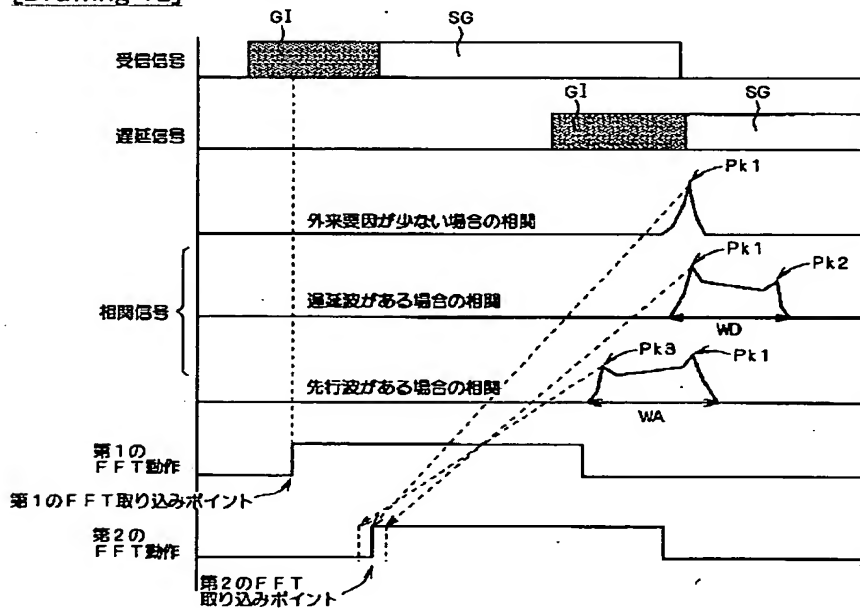 GI SG
受信信号
GI SG
遅延信号
Pk1
外来要因が少ない場合の相関
Pk1
Pk2
相関信号
遅延波がある場合の相関
WD
Pk3
Pk1
先行波がある場合の相関
WA
第1の
FFT動作
第1のFFT取り込みポイント
第2の
FFT動作
第2のFFT
取り込みポイント